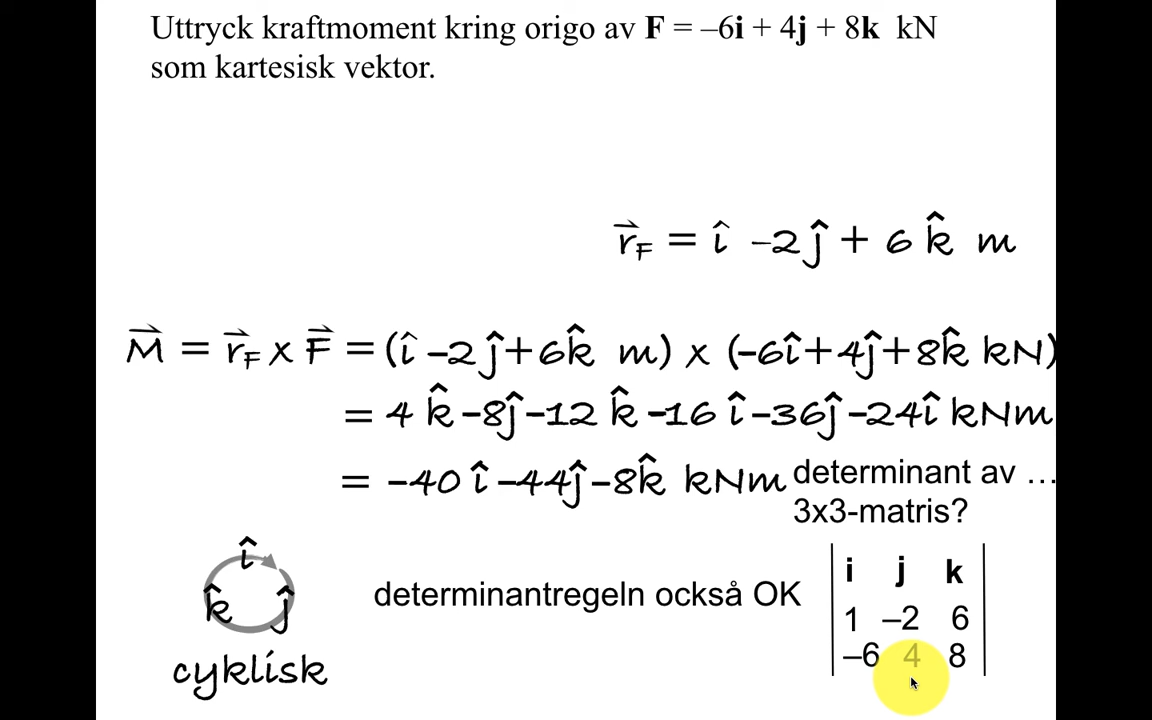 Uttryck kraftmoment kring origo av F = –6i + 4j + 8k kN
som kartesisk vektor.
r⃗F = î -2ĵ + 6k̂ m
M⃗ = r⃗F x F⃗ = (î -2ĵ+6k̂ m) x (-6î+4ĵ+8k̂ kN)
= 4k̂-8ĵ-12k̂-16î-36ĵ-24î kNm
= -40î-44ĵ-8k̂ kNm
determinant av …
3x3-matris?
î
k̂ ĵ
cyklisk
determinantregeln också OK
i j k
1 –2 6
–6 4 8